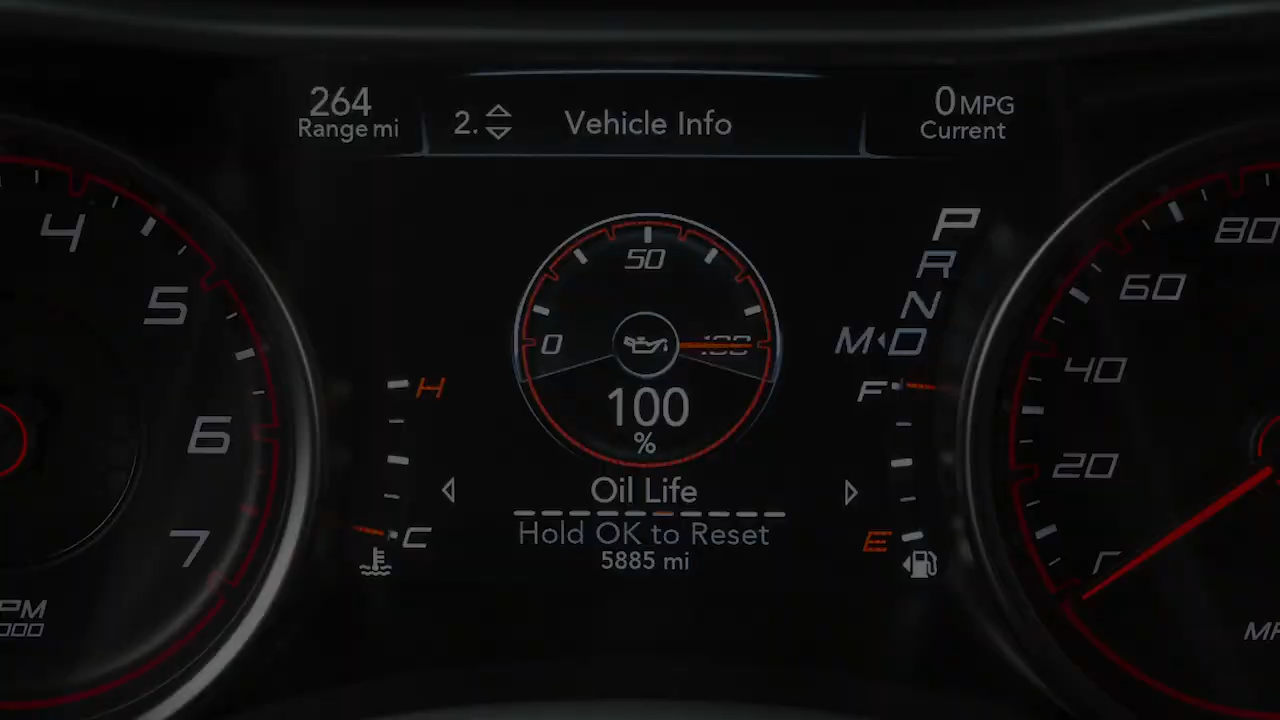 264
Range mi
2.
Vehicle Info
0 MPG
Current
4
5
6
7
50
0
100
100
%
Oil Life
Hold OK to Reset
5885 mi
H
C
P
R
N
M D
F
E
80
60
40
20